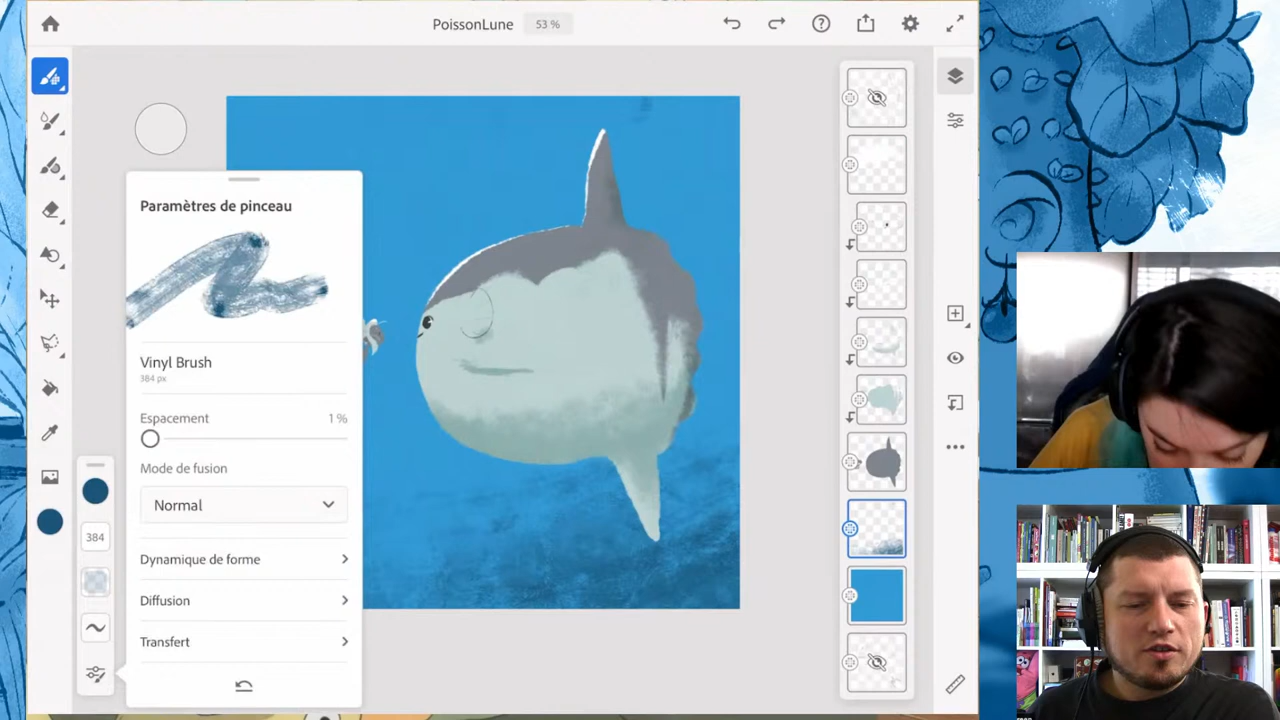 PoissonLune 53 %
Paramètres de pinceau
Vinyl Brush
384 px
Espacement 1 %
Mode de fusion
Normal
384
Dynamique de forme
Diffusion
Transfert